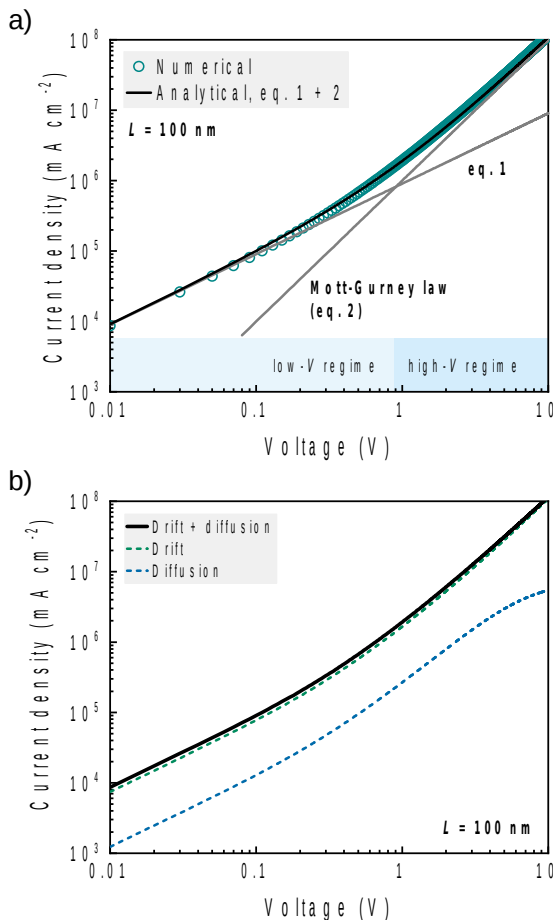 a)
10^8
10^7
10^6
10^5
10^4
10^3
Current density (mA cm^-2)
Numerical
Analytical, eq. 1 + 2
L = 100 nm
eq. 1
Mott-Gurney law
(eq. 2)
low-V regime
high-V regime
0.01
0.1
1
10
Voltage (V)
b)
10^8
10^7
10^6
10^5
10^4
10^3
Current density (mA cm^-2)
Drift + diffusion
Drift
Diffusion
L = 100 nm
0.01
0.1
1
10
Voltage (V)